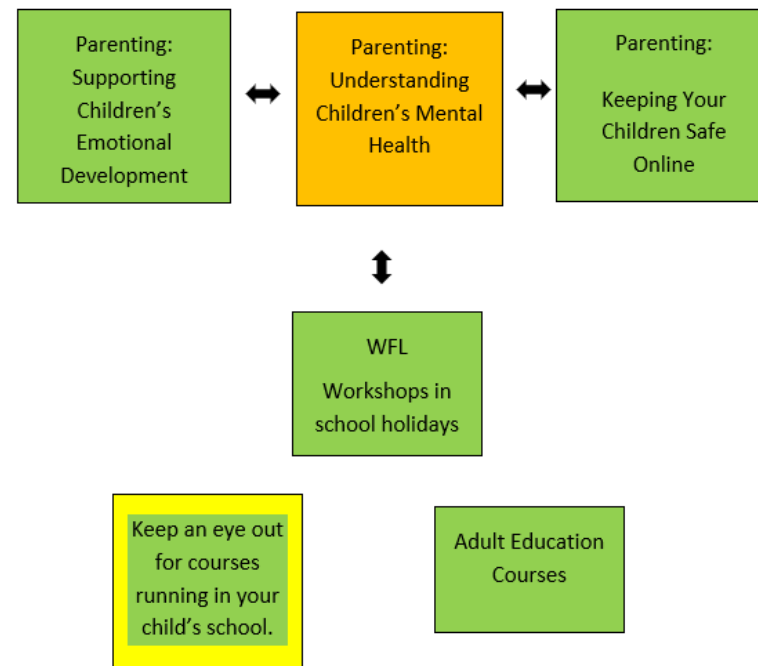 Parenting:
Supporting
Children’s
Emotional
Development
Parenting:
Understanding
Children’s Mental
Health
Parenting:
Keeping Your
Children Safe
Online
WFL
Workshops in
school holidays
Keep an eye out
for courses
running in your
child’s school.
Adult Education
Courses